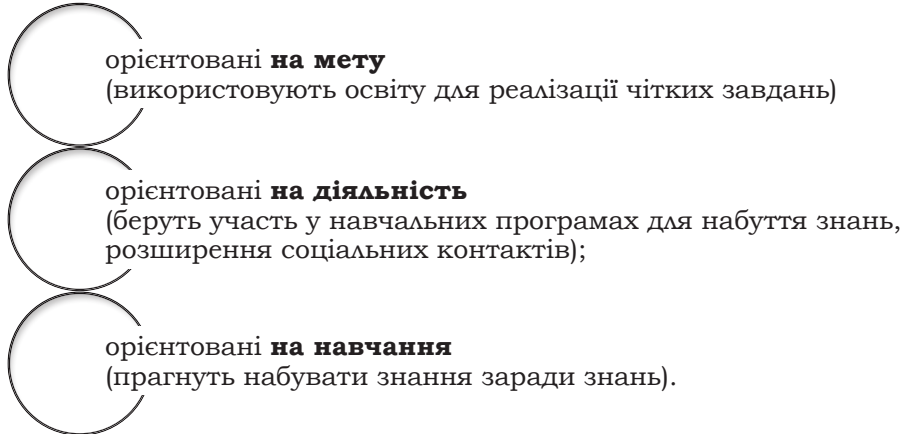 орієнтовані на мету
(використовують освіту для реалізації чітких завдань)
орієнтовані на діяльність
(беруть участь у навчальних програмах для набуття знань,
розширення соціальних контактів);
орієнтовані на навчання
(прагнуть набувати знання заради знань).